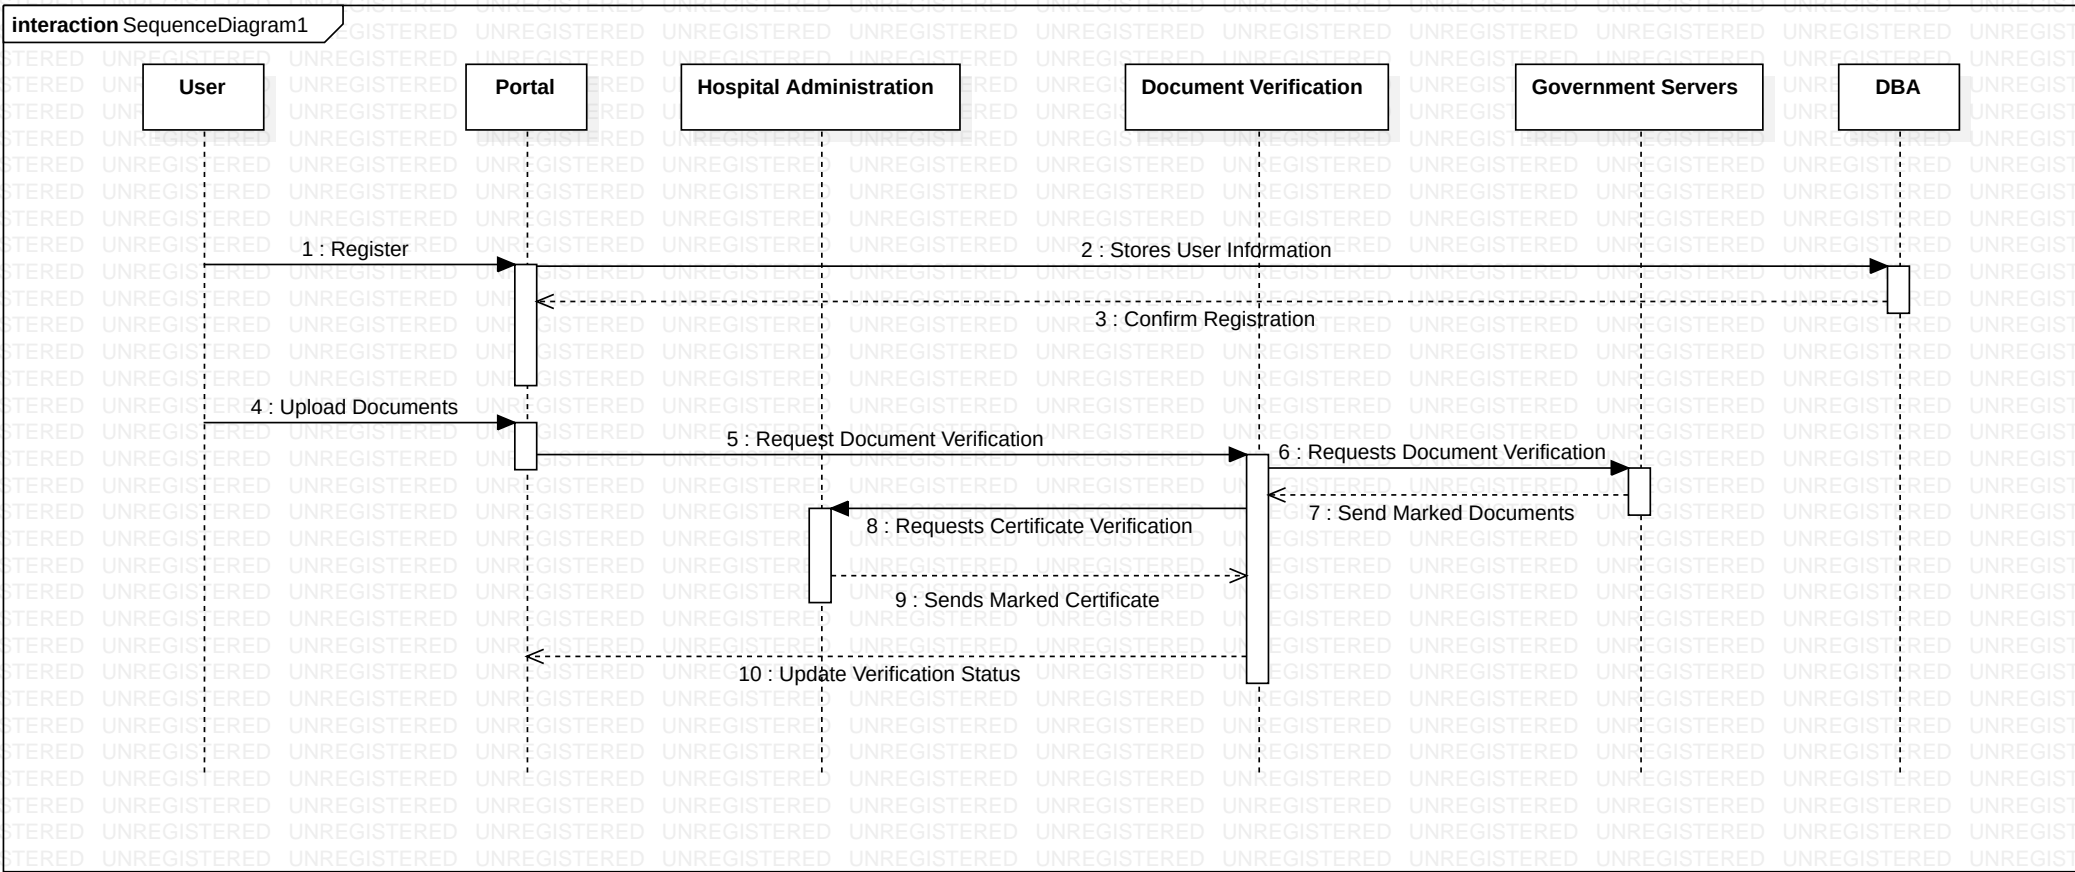 interaction SequenceDiagram1
User
Portal
Hospital Administration
Document Verification
Government Servers
DBA
1 : Register
2 : Stores User Information
3 : Confirm Registration
4 : Upload Documents
5 : Request Document Verification
6 : Requests Document Verification
7 : Send Marked Documents
8 : Requests Certificate Verification
9 : Sends Marked Certificate
10 : Update Verification Status
UNREGISTERED